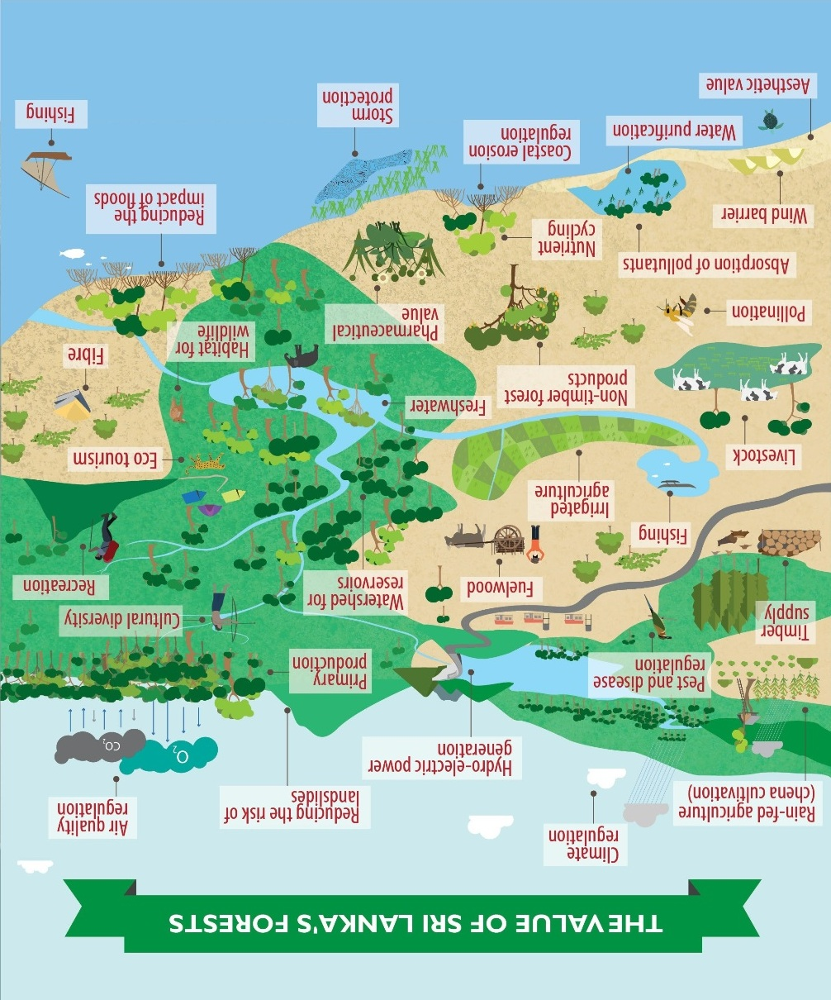 THE VALUE OF SRI LANKA'S FORESTS
Climate
regulation
Rain-fed agriculture
(chena cultivation)
Reducing the risk of
landslides
Air quality
regulation
Hydro-electric power
generation
O2
CO2
Pest and disease
regulation
Primary
production
Timber
supply
Cultural diversity
Fuelwood
Watershed for
reservoirs
Recreation
Fishing
Irrigated
agriculture
Livestock
Eco tourism
Freshwater
Non-timber forest
products
Fibre
Habitat for
wildlife
Pharmaceutical
value
Pollination
Absorption of pollutants
Nutrient
cycling
Wind barrier
Reducing the
impact of floods
Coastal erosion
regulation
Water purification
Fishing
Storm
protection
Aesthetic value